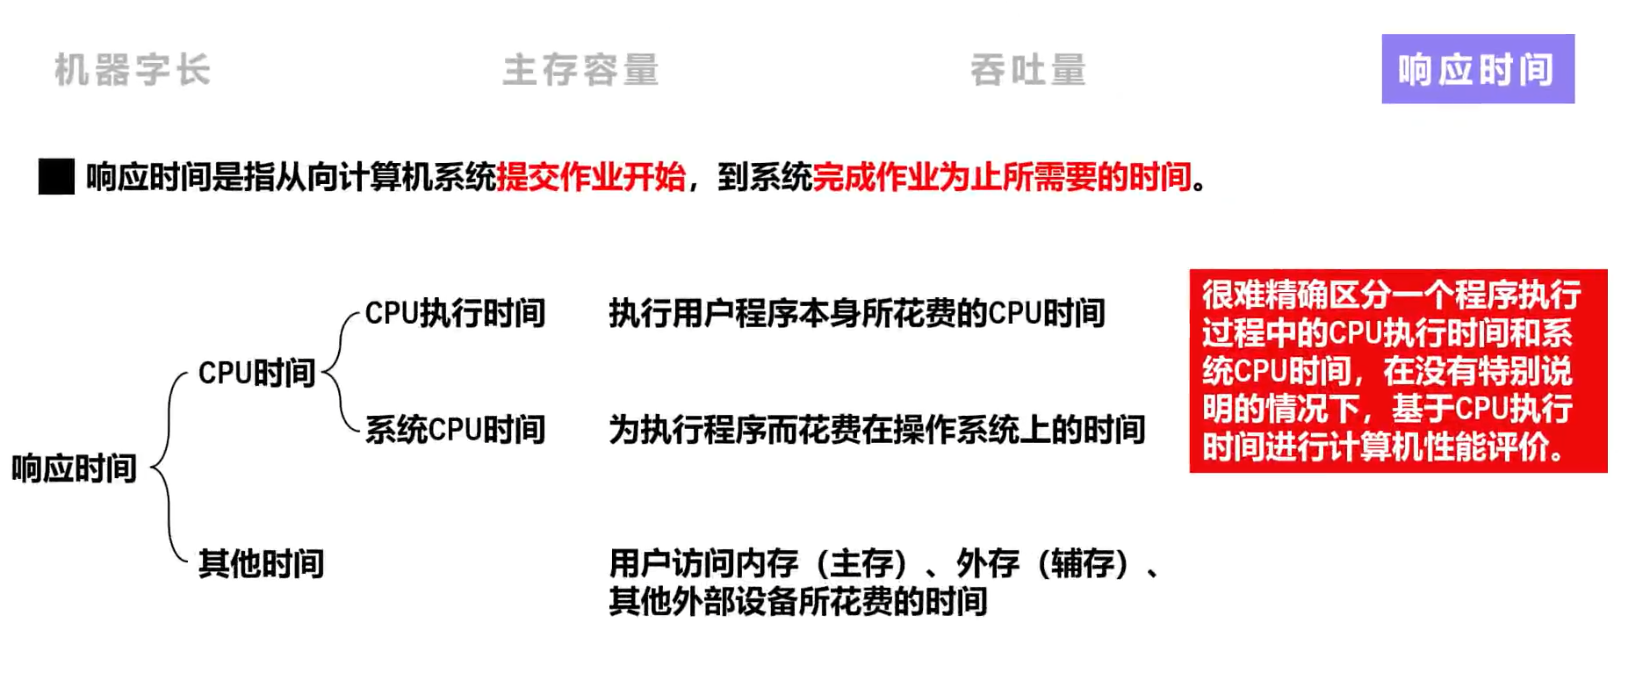 机器字长 主存容量 吞吐量 响应时间
响应时间是指从向计算机系统提交作业开始，到系统完成作业为止所需要的时间。
响应时间
CPU时间
CPU执行时间 执行用户程序本身所花费的CPU时间
系统CPU时间 为执行程序而花费在操作系统上的时间
其他时间 用户访问内存（主存）、外存（辅存）、
其他外部设备所花费的时间
很难精确区分一个程序执行
过程中的CPU执行时间和系
统CPU时间，在没有特别说
明的情况下，基于CPU执行
时间进行计算机性能评价。